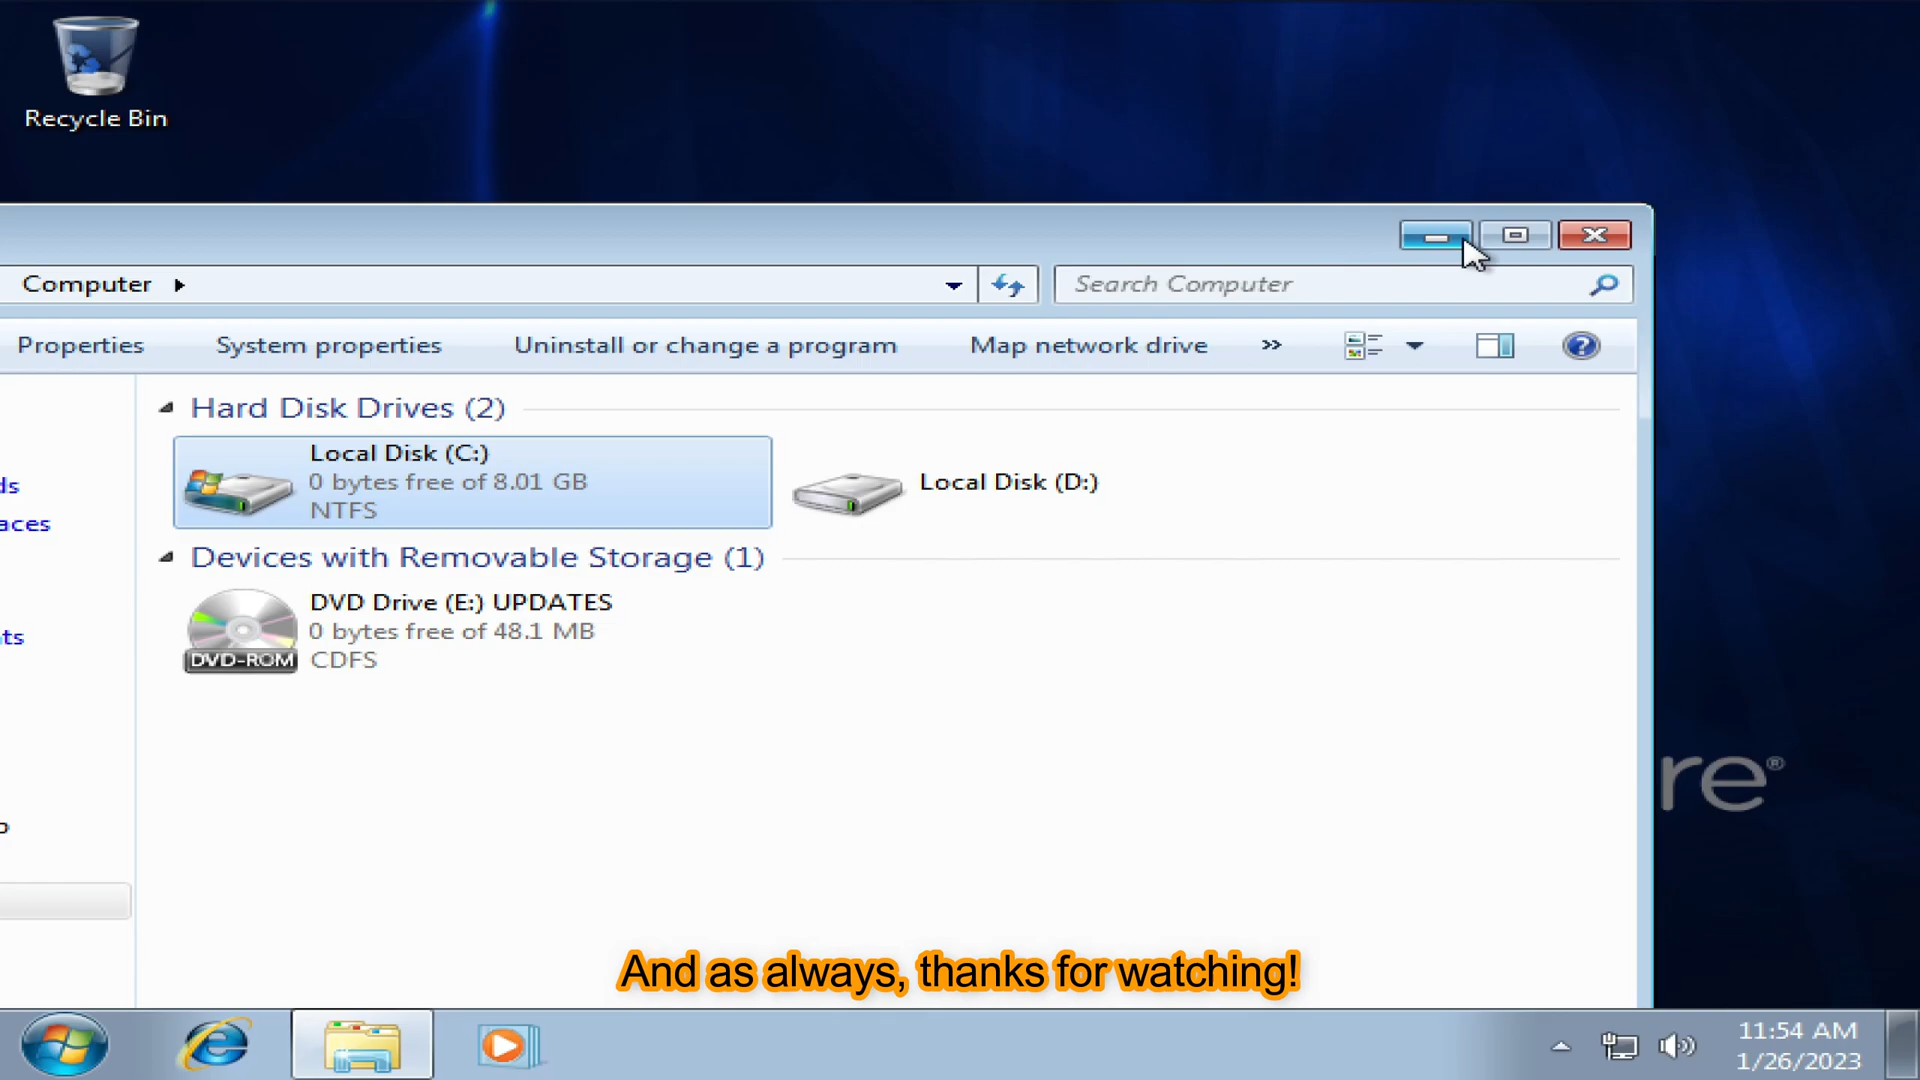 Recycle Bin
Computer
Search Computer
Properties
System properties
Uninstall or change a program
Map network drive
»
Hard Disk Drives (2)
Local Disk (C:)
0 bytes free of 8.01 GB
NTFS
Local Disk (D:)
Devices with Removable Storage (1)
DVD Drive (E:) UPDATES
0 bytes free of 48.1 MB
CDFS
DVD-ROM
ds
aces
nts
re®
And as always, thanks for watching!
11:54 AM
1/26/2023